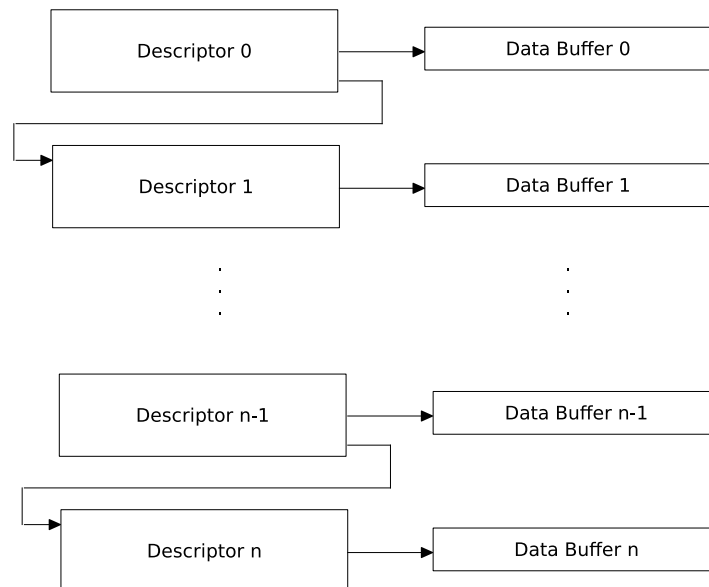 Descriptor 0
Data Buffer 0
Descriptor 1
Data Buffer 1
Descriptor n-1
Data Buffer n-1
Descriptor n
Data Buffer n